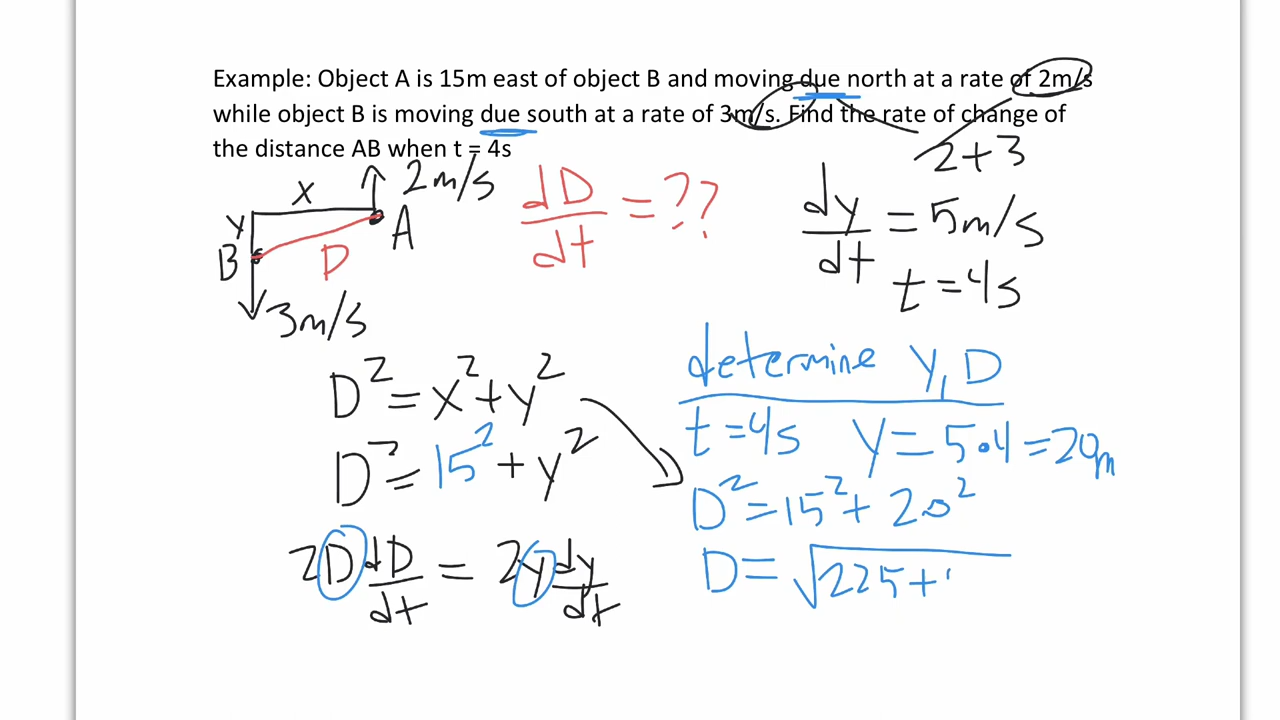 Example: Object A is 15m east of object B and moving due north at a rate of 2m/s
while object B is moving due south at a rate of 3m/s. Find the rate of change of
the distance AB when t = 4s
2+3
x
2m/s
y
A
B
D
3m/s
dD/dt = ??
dy/dt = 5m/s
t = 4s
D² = x² + y²
D² = 15² + y²
2D dD/dt = 2y dy/dt
determine y, D
t = 4s y = 5·4 = 20m
D² = 15² + 20²
D = √225+